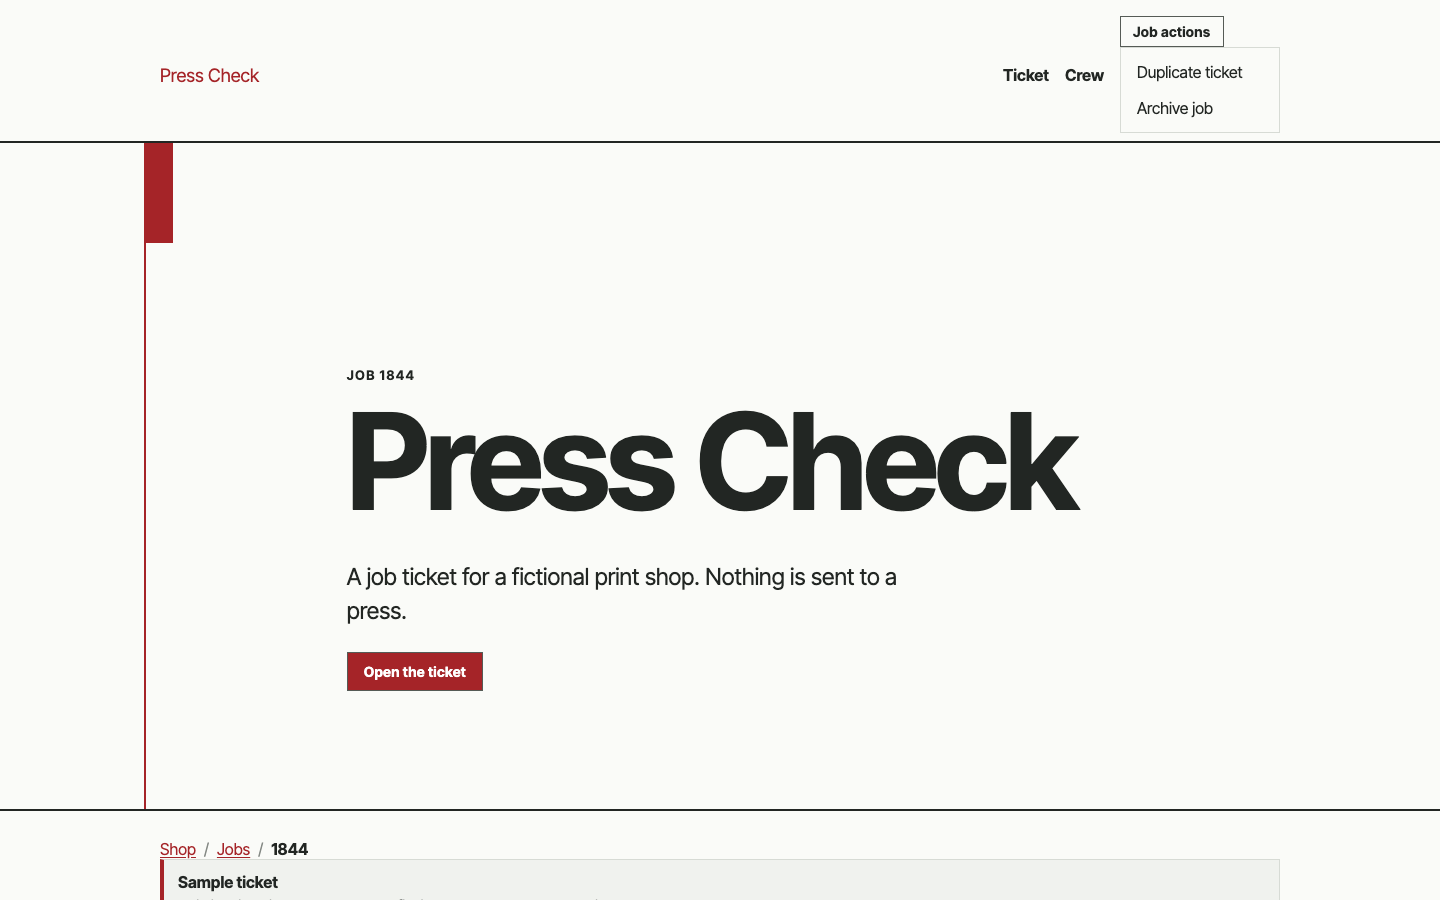 Press Check
Ticket
Crew
Job actions
Duplicate ticket
Archive job
JOB 1844
Press Check
A job ticket for a fictional print shop. Nothing is sent to a
press.
Open the ticket
Shop / Jobs / 1844
Sample ticket